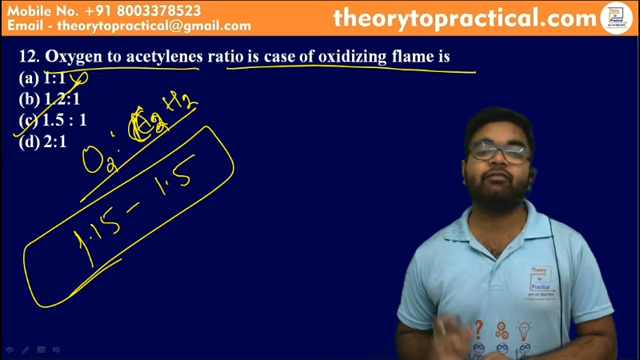 Mobile No. +91 8003378523
Email - theorytopractical@gmail.com
theorytopractical.com
12. Oxygen to acetylenes ratio is case of oxidizing flame is
(a) 1:1
(b) 1.2:1
(c) 1.5 : 1
(d) 2:1
O2 : C2H2
1.15 - 1.5
Theory
to
Practical